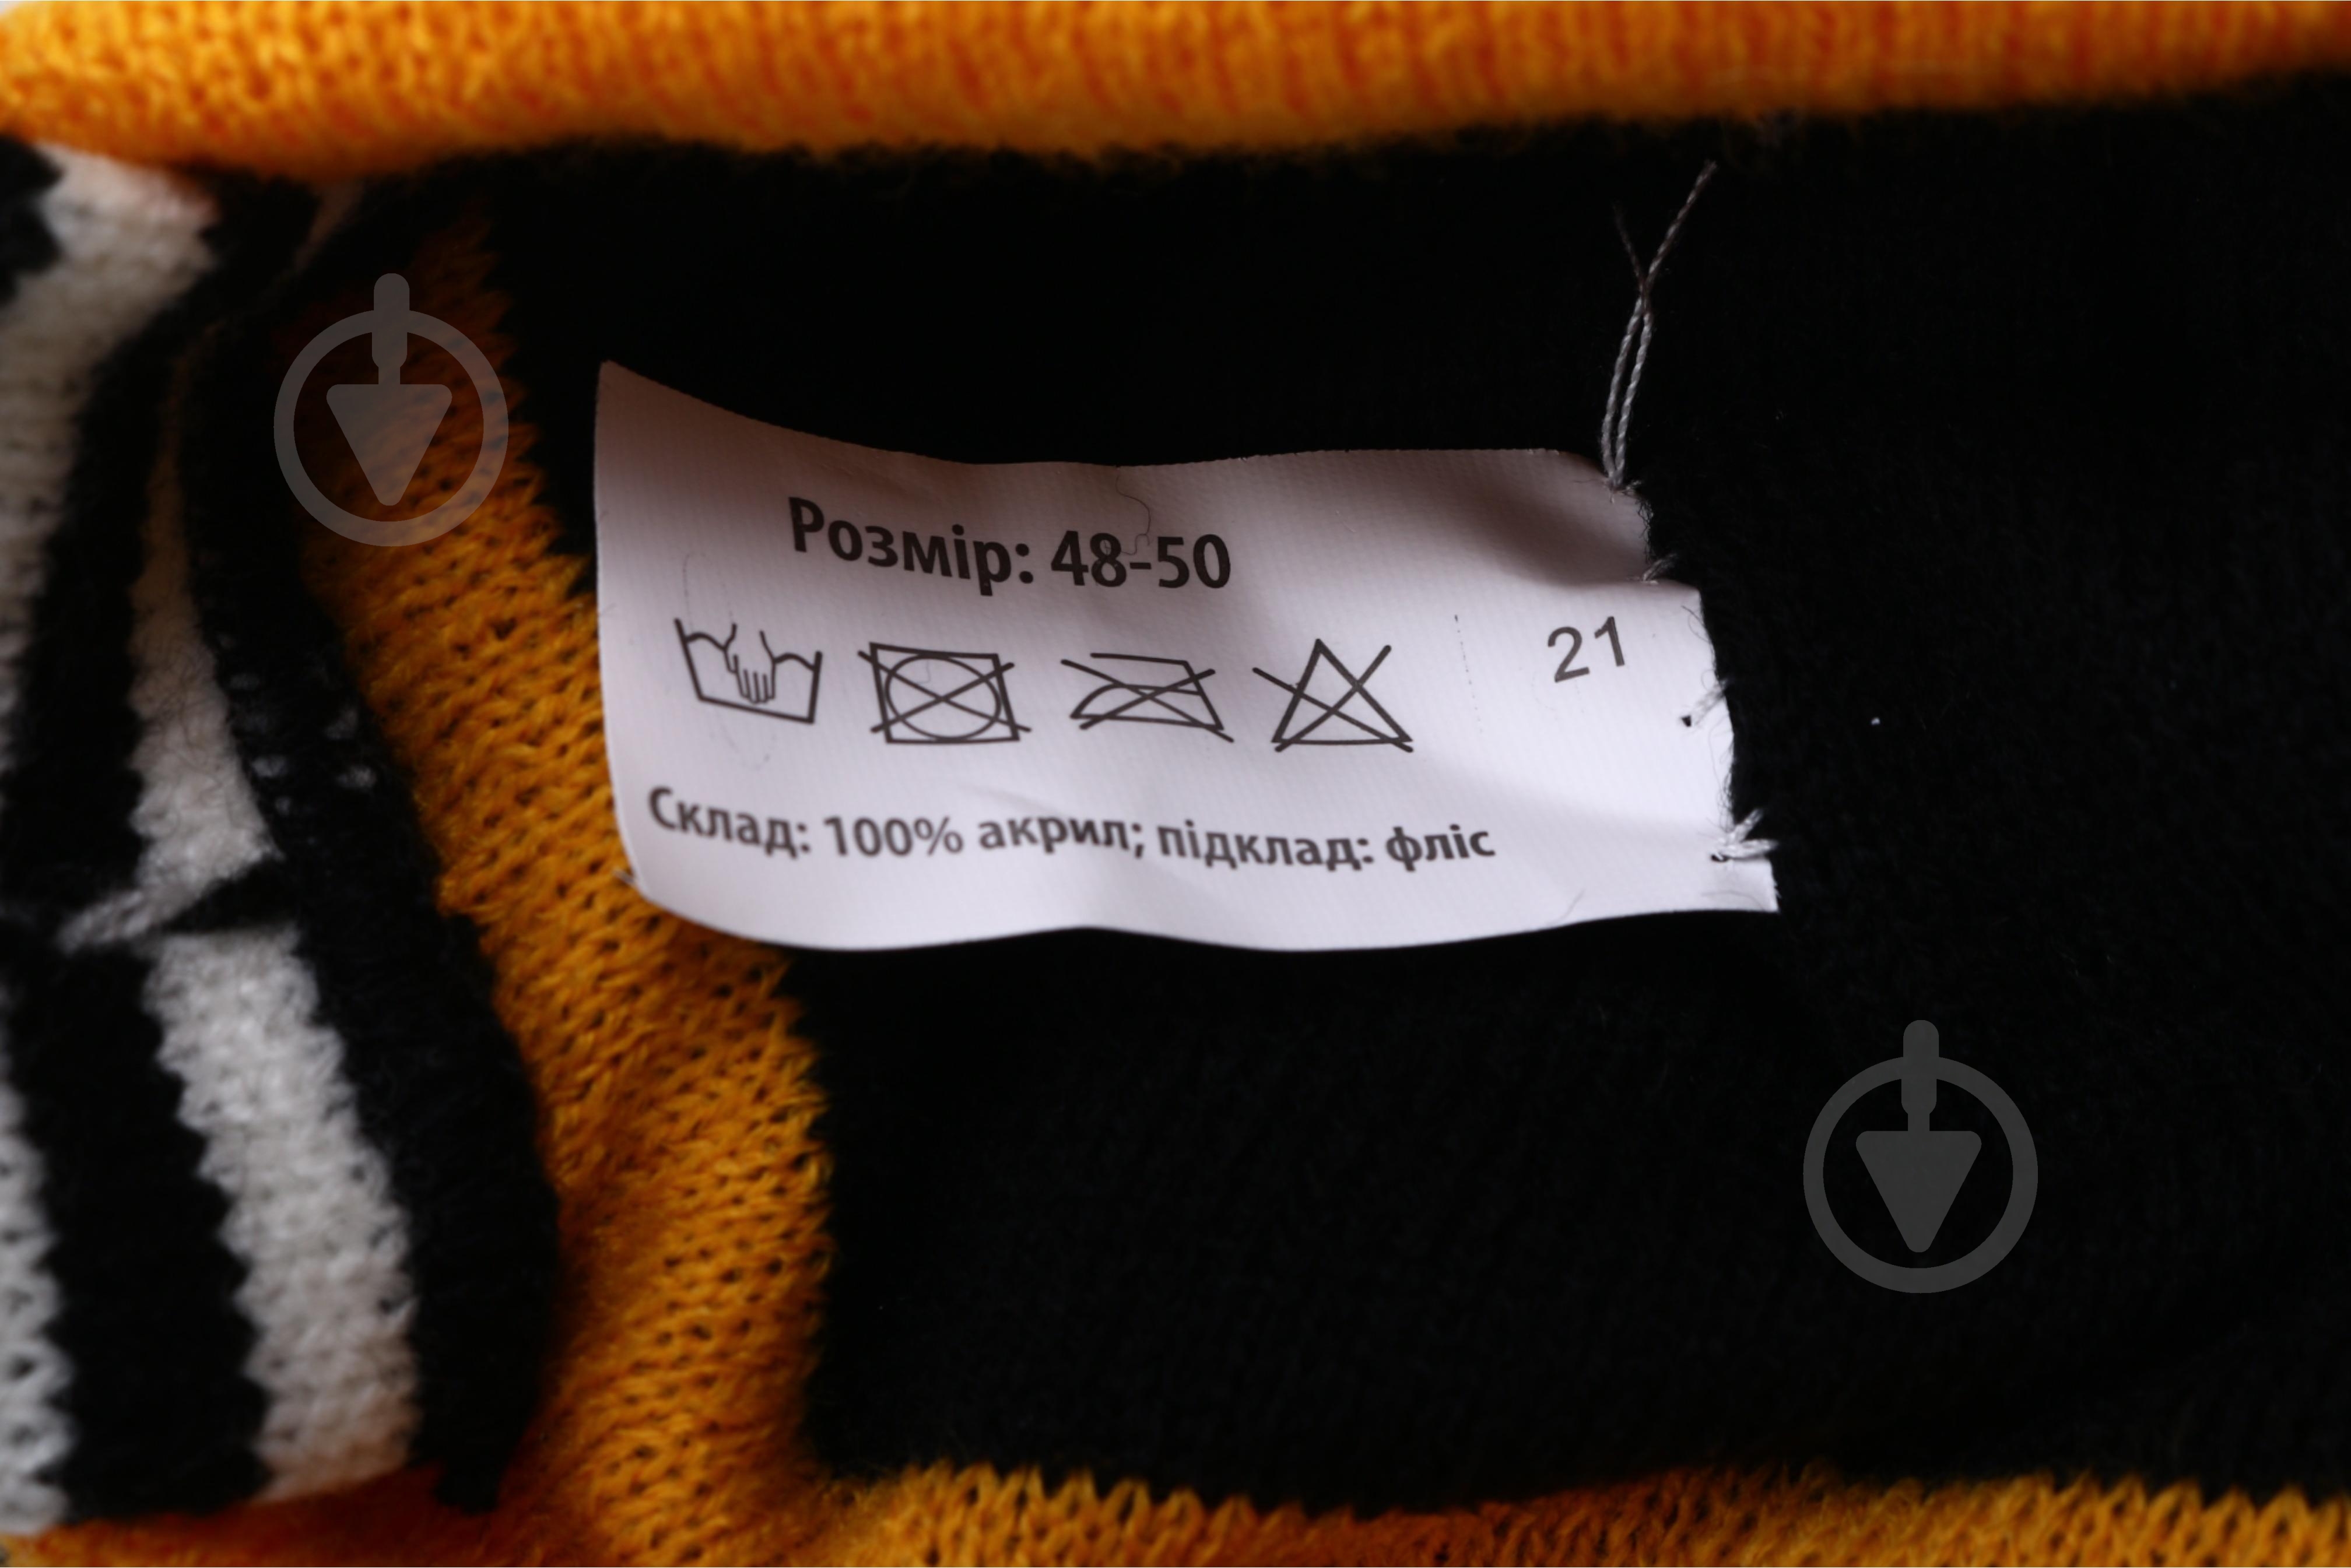 Розмір: 48-50
21
Склад: 100% акрил; підклад: фліс